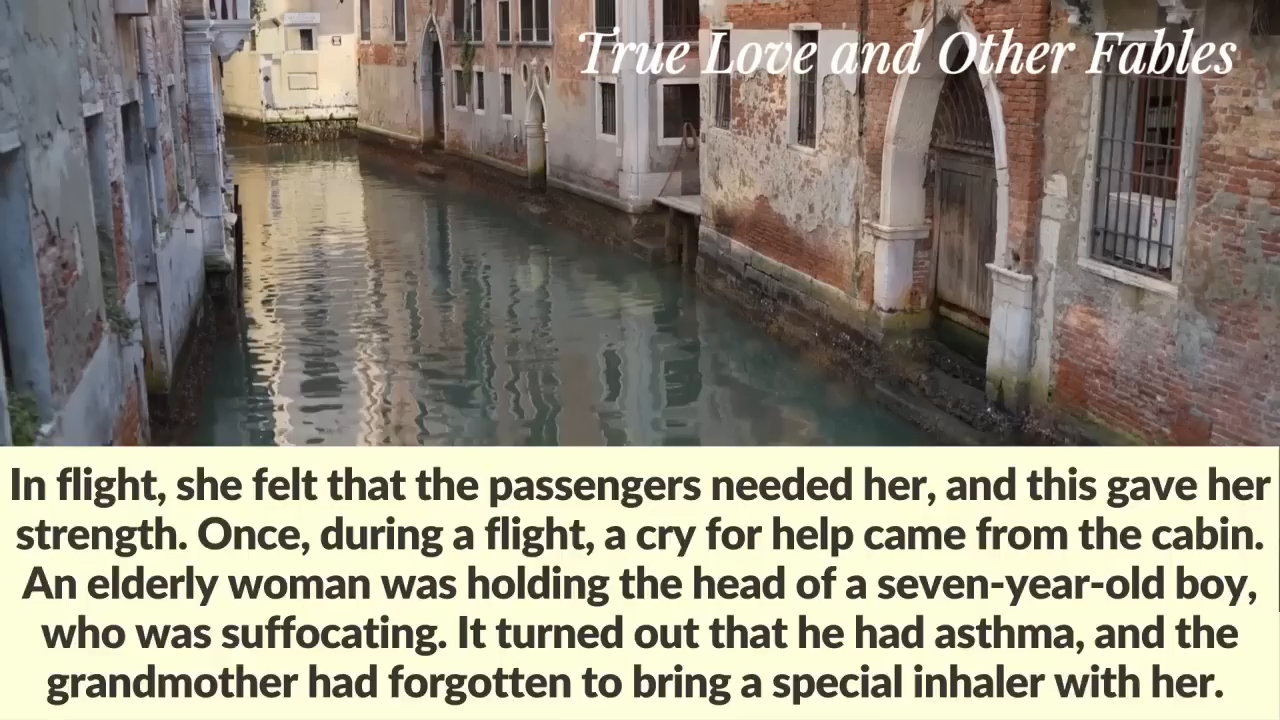 True Love and Other Fables
In flight, she felt that the passengers needed her, and this gave her
strength. Once, during a flight, a cry for help came from the cabin.
An elderly woman was holding the head of a seven-year-old boy,
who was suffocating. It turned out that he had asthma, and the
grandmother had forgotten to bring a special inhaler with her.